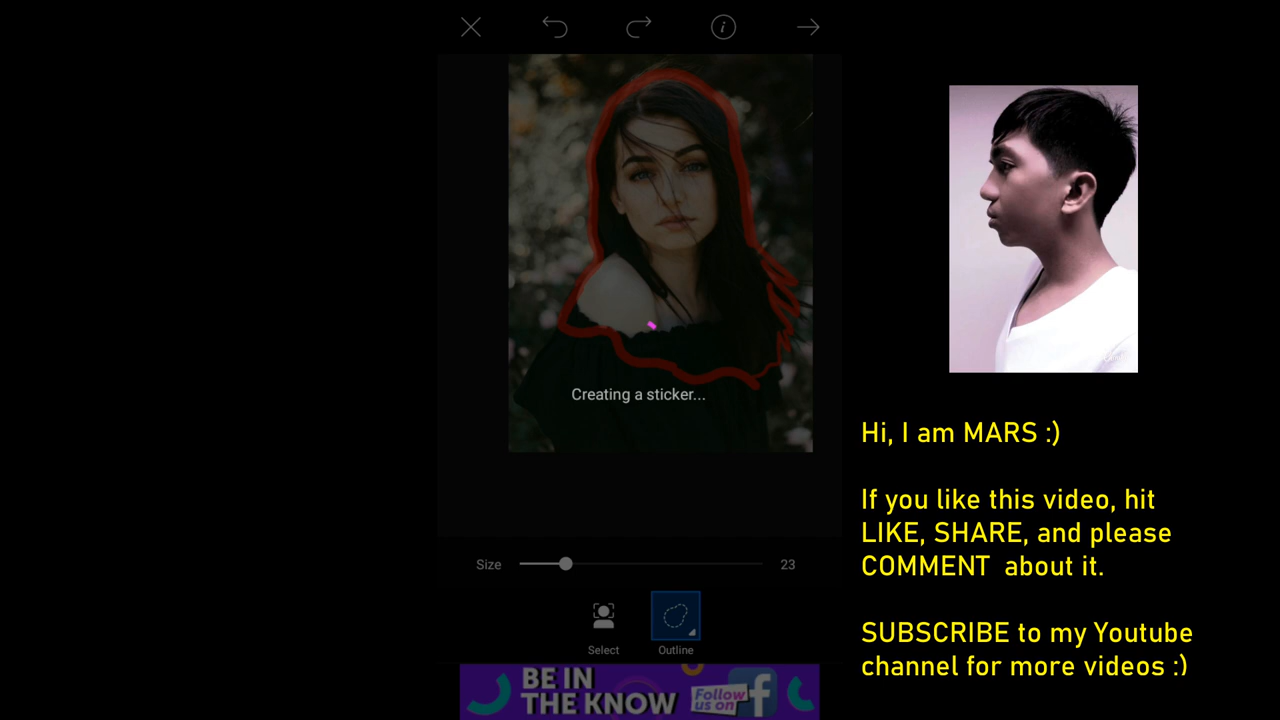 Creating a sticker...
Size
23
Select
Outline
BE IN
THE KNOW
Follow
us on
f
Hi, I am MARS :)
If you like this video, hit
LIKE, SHARE, and please
COMMENT about it.
SUBSCRIBE to my Youtube
channel for more videos :)